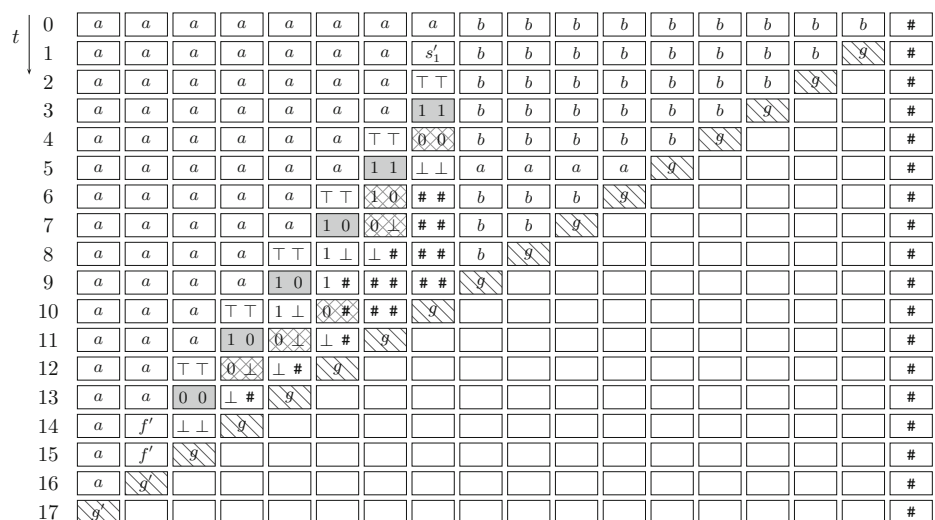 t
0 a a a a a a a a b b b b b b b b b #
1 a a a a a a a s′₁ b b b b b b b b g #
2 a a a a a a a ⊤ ⊤ b b b b b b b g #
3 a a a a a a a 1 1 b b b b b b g #
4 a a a a a a ⊤ ⊤ 0 0 b b b b b g #
5 a a a a a a 1 1 ⊥ ⊥ a a a a g #
6 a a a a a ⊤ ⊤ 1 0 # # b b b g #
7 a a a a a 1 0 0 ⊥ # # b b g #
8 a a a a ⊤ ⊤ 1 ⊥ ⊥ # # # b g #
9 a a a a 1 0 1 # # # # # g #
10 a a a ⊤ ⊤ 1 ⊥ 0 # # # g #
11 a a a 1 0 0 ⊥ ⊥ # g #
12 a a ⊤ ⊤ 0 ⊥ ⊥ # g #
13 a a 0 0 ⊥ # g #
14 a f′ ⊥ ⊥ g #
15 a f′ g #
16 a g′ #
17 g′ #